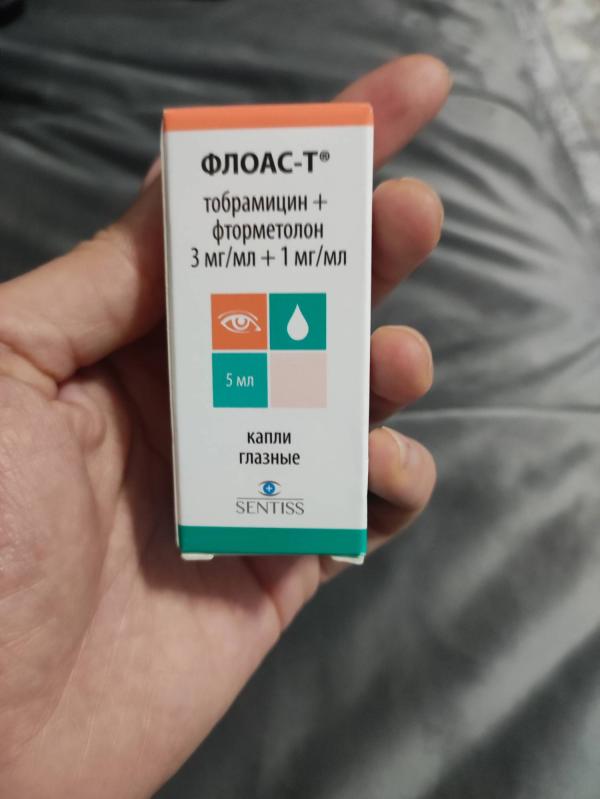 ФЛОАС-Т®
тобрамицин +
фторметолон
3 мг/мл + 1 мг/мл
5 мл
капли
глазные
SENTISS